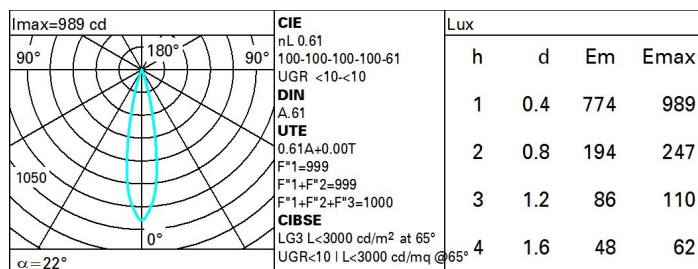 Imax=989 cd
90°
180°
90°
1050
0°
α=22°
CIE
nL 0.61
100-100-100-100-61
UGR <10-<10
DIN
A.61
UTE
0.61A+0.00T
F"1=999
F"1+F"2=999
F"1+F"2+F"3=1000
CIBSE
LG3 L<3000 cd/m² at 65°
UGR<10 | L<3000 cd/mq @65°
Lux
h d Em Emax
1 0.4 774 989
2 0.8 194 247
3 1.2 86 110
4 1.6 48 62